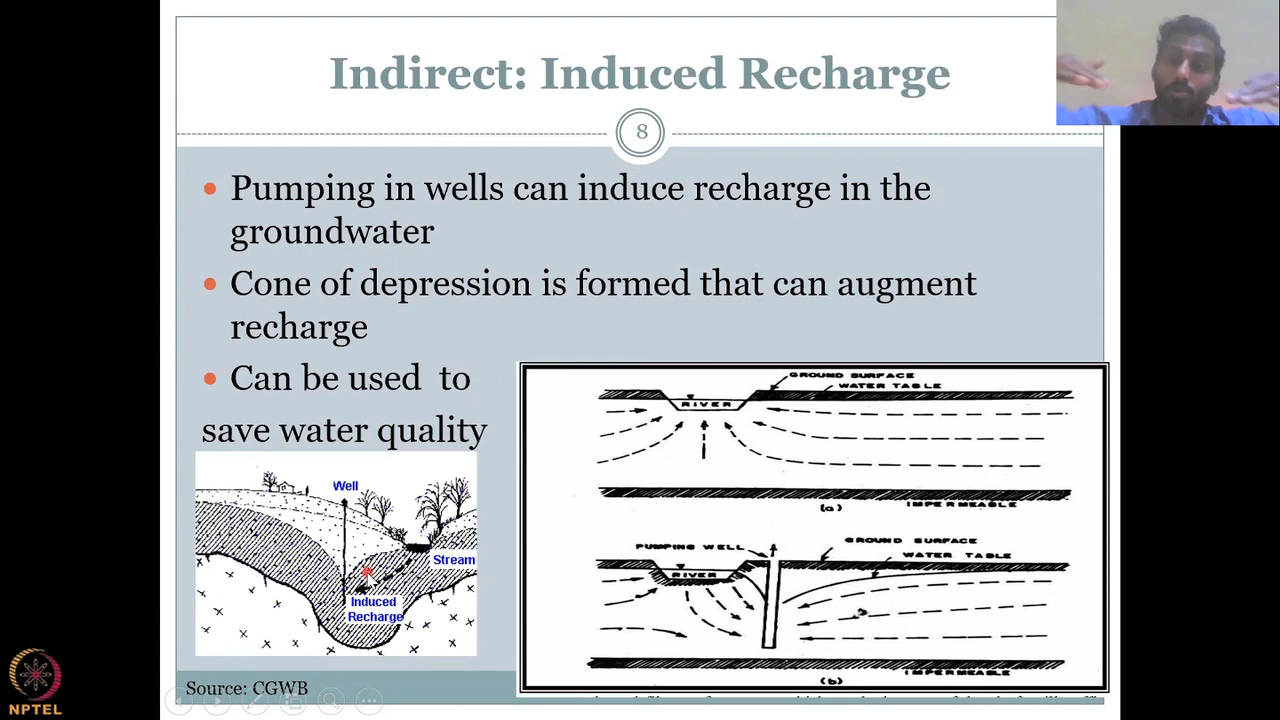 Indirect: Induced Recharge
8
Pumping in wells can induce recharge in the
groundwater
Cone of depression is formed that can augment
recharge
Can be used to
save water quality
Well
Stream
Induced
Recharge
GROUND SURFACE
WATER TABLE
RIVER
(a)
IMPERMEABLE
PUMPING WELL
GROUND SURFACE
WATER TABLE
RIVER
(b)
IMPERMEABLE
Source: CGWB
NPTEL